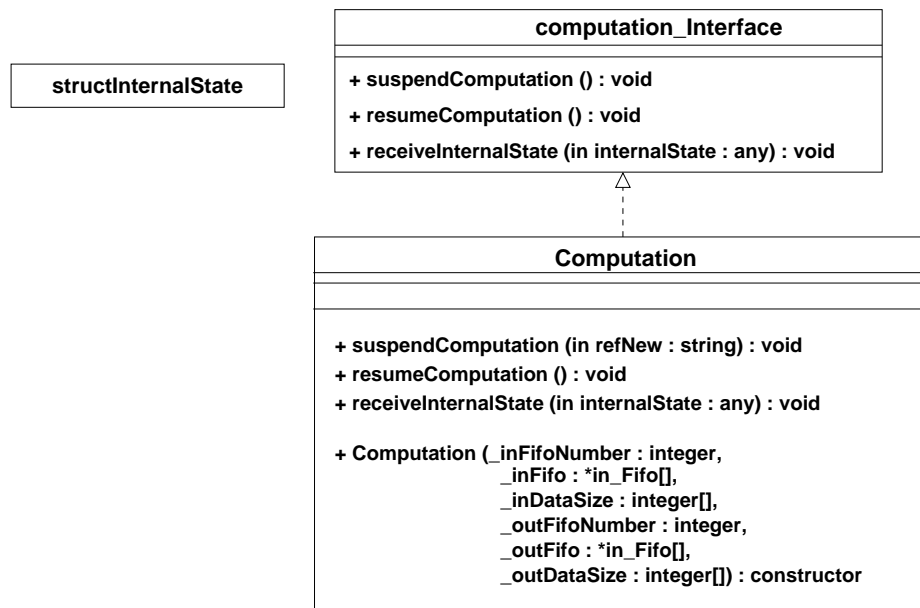 computation_Interface
structInternalState
+ suspendComputation () : void
+ resumeComputation () : void
+ receiveInternalState (in internalState : any) : void
Computation
+ suspendComputation (in refNew : string) : void
+ resumeComputation () : void
+ receiveInternalState (in internalState : any) : void
+ Computation (_inFifoNumber : integer,
_inFifo : *in_Fifo[],
_inDataSize : integer[],
_outFifoNumber : integer,
_outFifo : *in_Fifo[],
_outDataSize : integer[]) : constructor